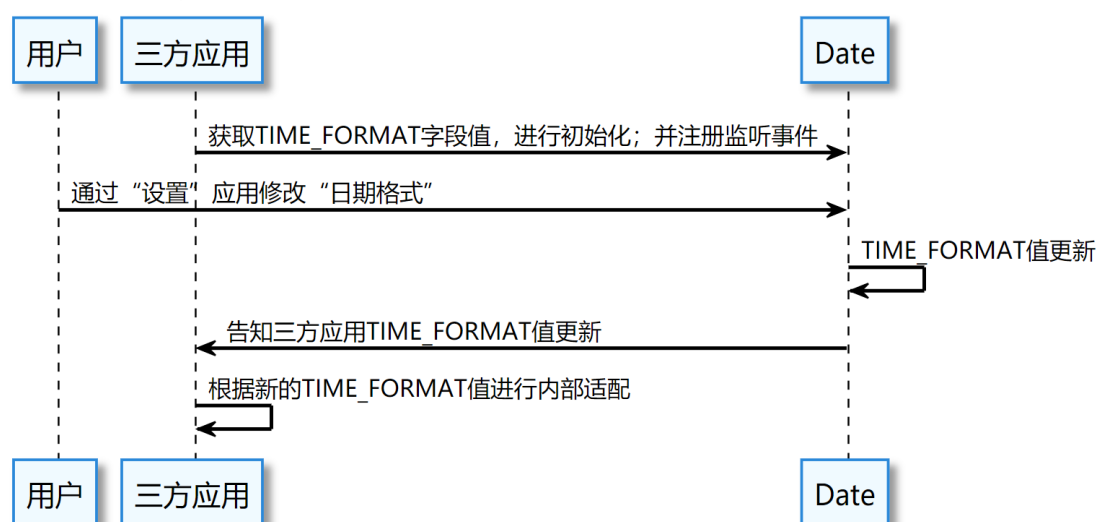 用户 三方应用 Date
获取TIME_FORMAT字段值，进行初始化；并注册监听事件
通过“设置”应用修改“日期格式”
TIME_FORMAT值更新
告知三方应用TIME_FORMAT值更新
根据新的TIME_FORMAT值进行内部适配
用户 三方应用 Date